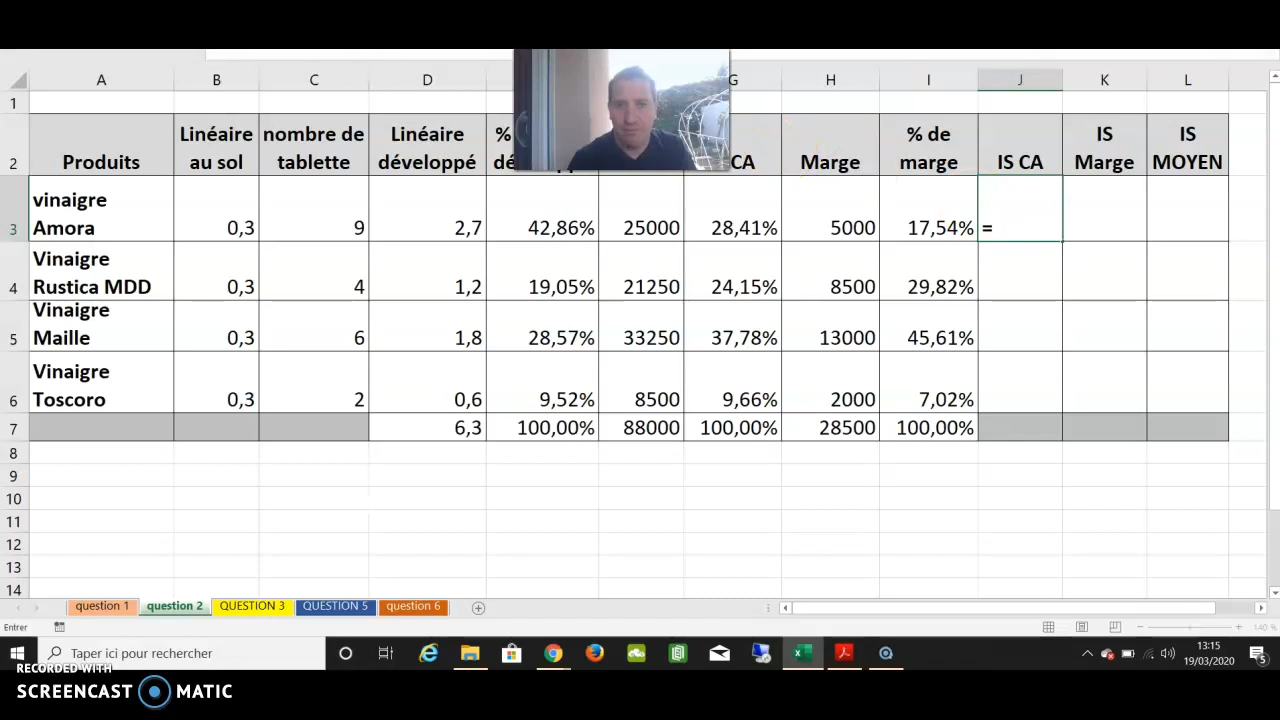 A B C D G H I J K L
1
2 Produits Linéaire au sol nombre de tablette Linéaire développé % CA Marge % de marge IS CA IS Marge IS MOYEN
3 vinaigre Amora 0,3 9 2,7 42,86% 25000 28,41% 5000 17,54% =
4 Vinaigre Rustica MDD 0,3 4 1,2 19,05% 21250 24,15% 8500 29,82%
5 Vinaigre Maille 0,3 6 1,8 28,57% 33250 37,78% 13000 45,61%
6 Vinaigre Toscoro 0,3 2 0,6 9,52% 8500 9,66% 2000 7,02%
7 6,3 100,00% 88000 100,00% 28500 100,00%
8
9
10
11
12
13
14
question 1 question 2 QUESTION 3 QUESTION 5 question 6
Entrer 140 %
Taper ici pour rechercher 13:15
19/03/2020 5
RECORDED WITH
SCREENCAST MATIC